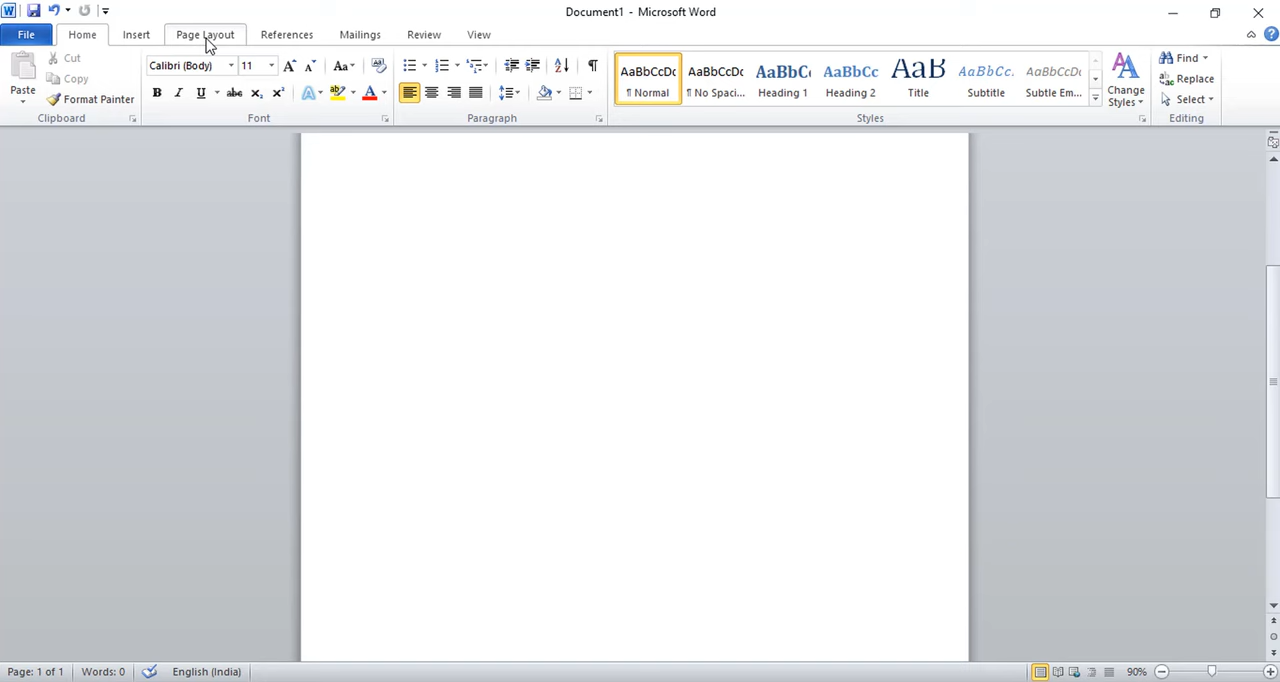 Document1 - Microsoft Word
File Home Insert Page Layout References Mailings Review View
Cut
Copy
Paste
Format Painter
Clipboard
Calibri (Body) 11
Font
Paragraph
AaBbCcDc AaBbCcDc AaBbCc AaBbCc AaB AaBbCc. AaBbCcDc
¶ Normal ¶ No Spaci... Heading 1 Heading 2 Title Subtitle Subtle Em...
Change
Styles
Styles
Find
Replace
Select
Editing
Page: 1 of 1 Words: 0 English (India) 90%